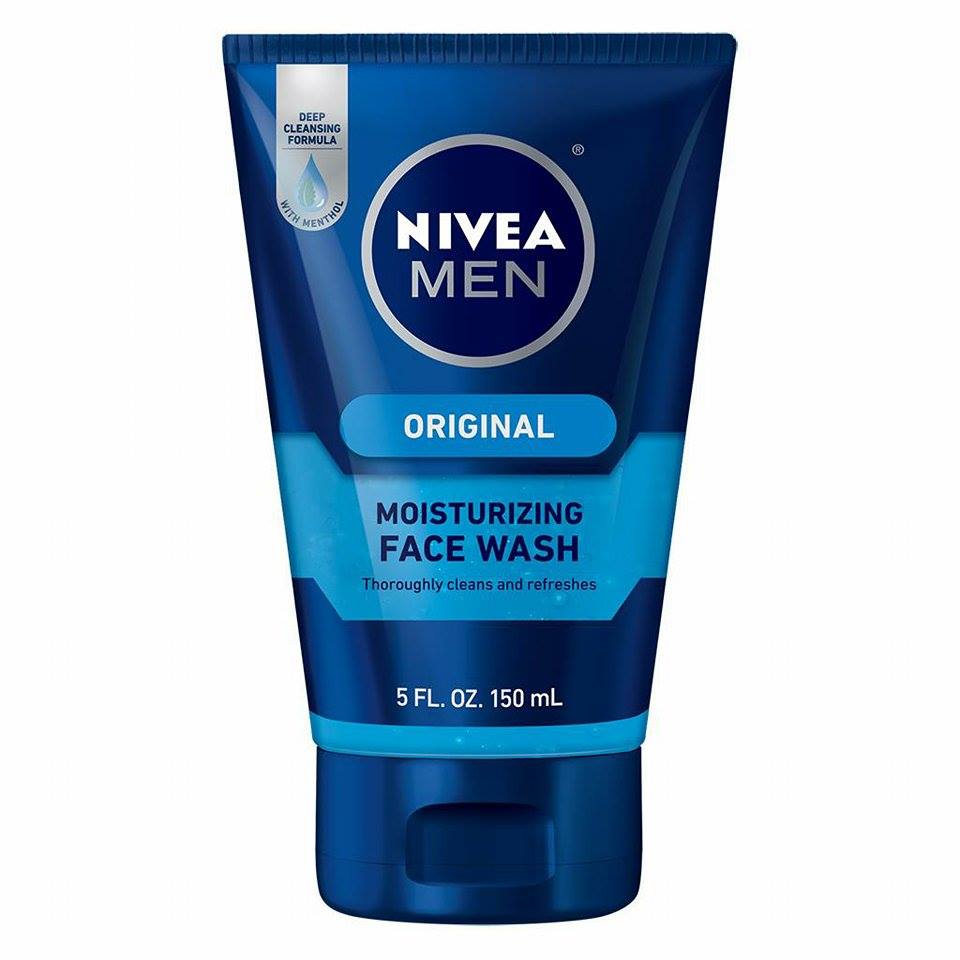 DEEP
CLEANSING
FORMULA
WITH MENTHOL
®
NIVEA
MEN
ORIGINAL
MOISTURIZING
FACE WASH
Thoroughly cleans and refreshes
5 FL. OZ. 150 mL